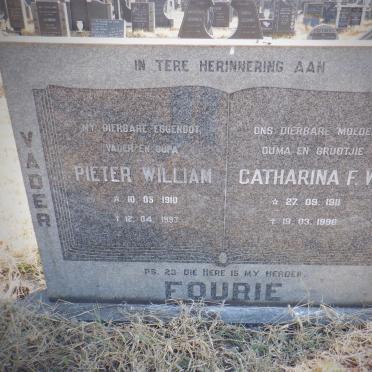 IN TERE HERINNERING AAN
VADER
MY DIERBARE EGGENOOT,
VADER EN OUPA
PIETER WILLIAM
☆ 10. 05 1910
† 12. 04. 1997
ONS DIERBARE MOEDE
OUMA EN GROOTJIE
CATHARINA F. W
☆ 27. 09. 1911
† 19. 03. 1996
PS. 23 DIE HERE IS MY HERDER
FOURIE